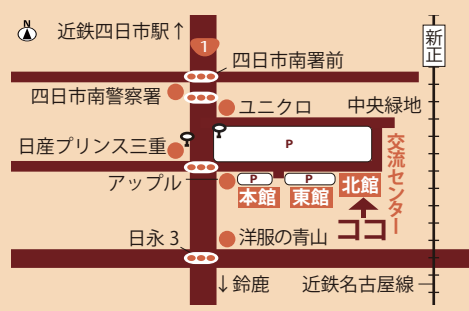 N
近鉄四日市駅↑
1
新正
四日市南署前
四日市南警察署
ユニクロ
中央緑地
P
日産プリンス三重
交流センター
アップル
P
P
本館
東館
北館
ココ
日永3
洋服の青山
↓鈴鹿
近鉄名古屋線